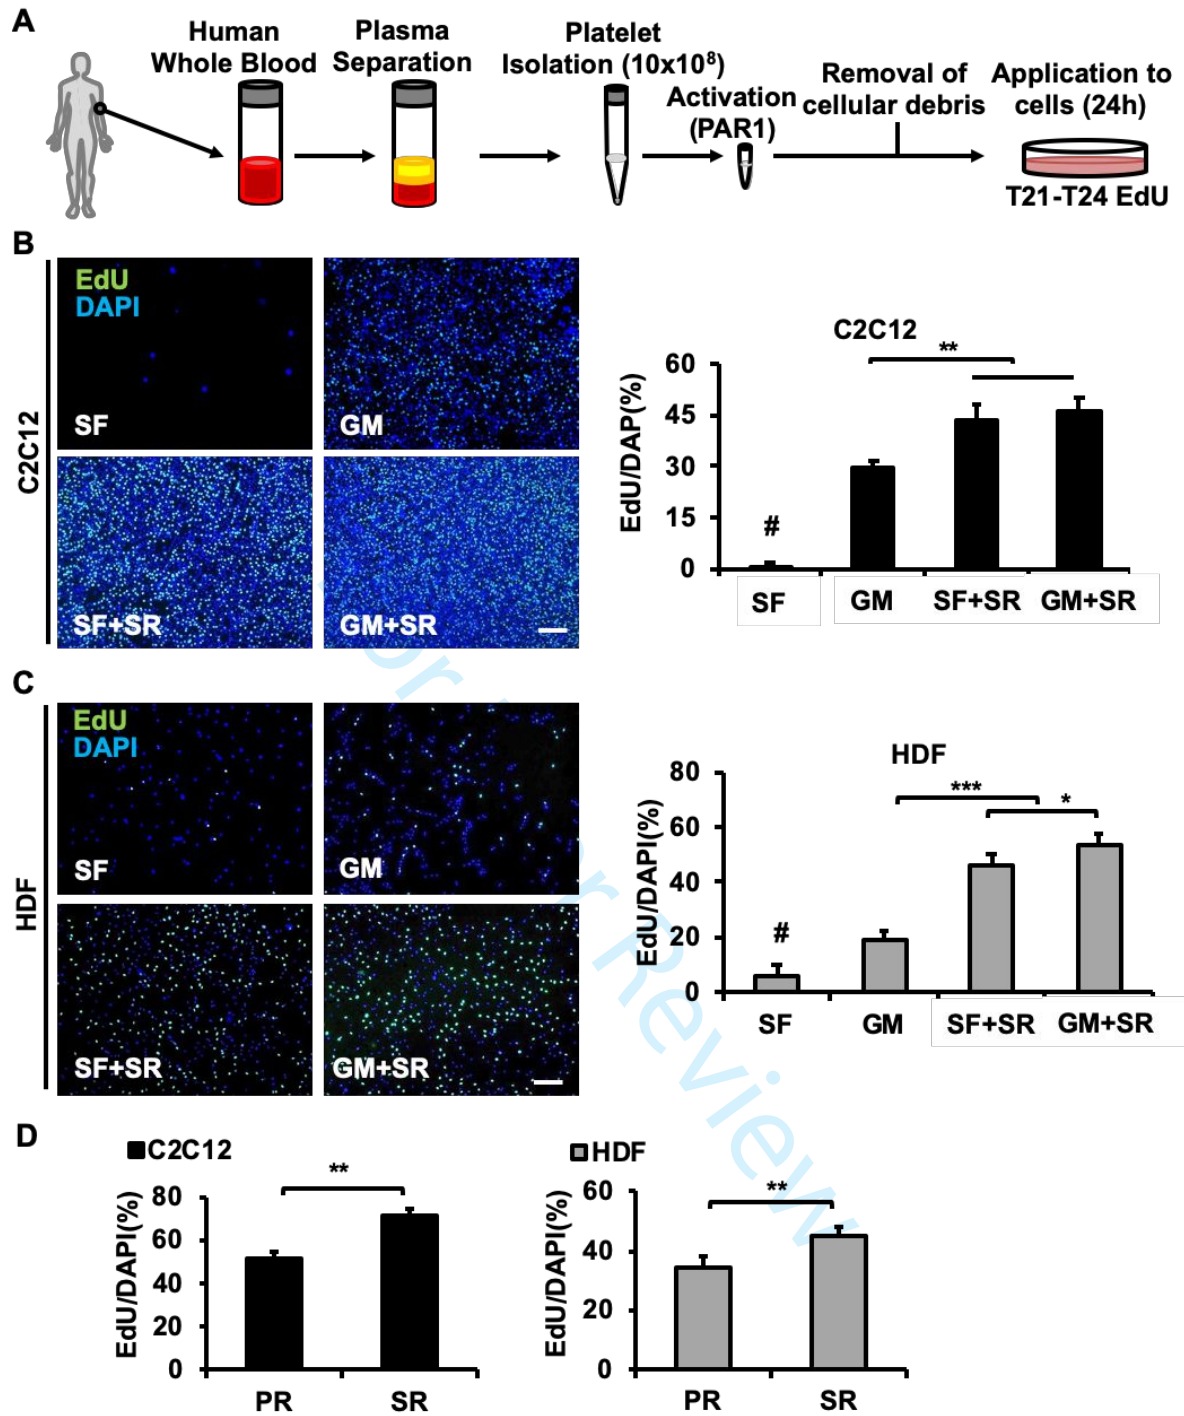 A
Human
Whole Blood
Plasma
Separation
Platelet
Isolation (10x10⁸)
Activation
(PAR1)
Removal of
cellular debris
Application to
cells (24h)
T21-T24 EdU
B
C2C12
EdU
DAPI
SF
GM
SF+SR
GM+SR
C2C12
**
EdU/DAP(%)
60
45
30
15
0
#
SF
GM
SF+SR
GM+SR
C
HDF
EdU
DAPI
SF
GM
SF+SR
GM+SR
HDF
***
*
EdU/DAPI(%)
80
60
40
20
0
#
SF
GM
SF+SR
GM+SR
D
C2C12
**
EdU/DAPI(%)
80
60
40
20
0
PR
SR
HDF
**
EdU/DAPI(%)
60
40
20
0
PR
SR
Review